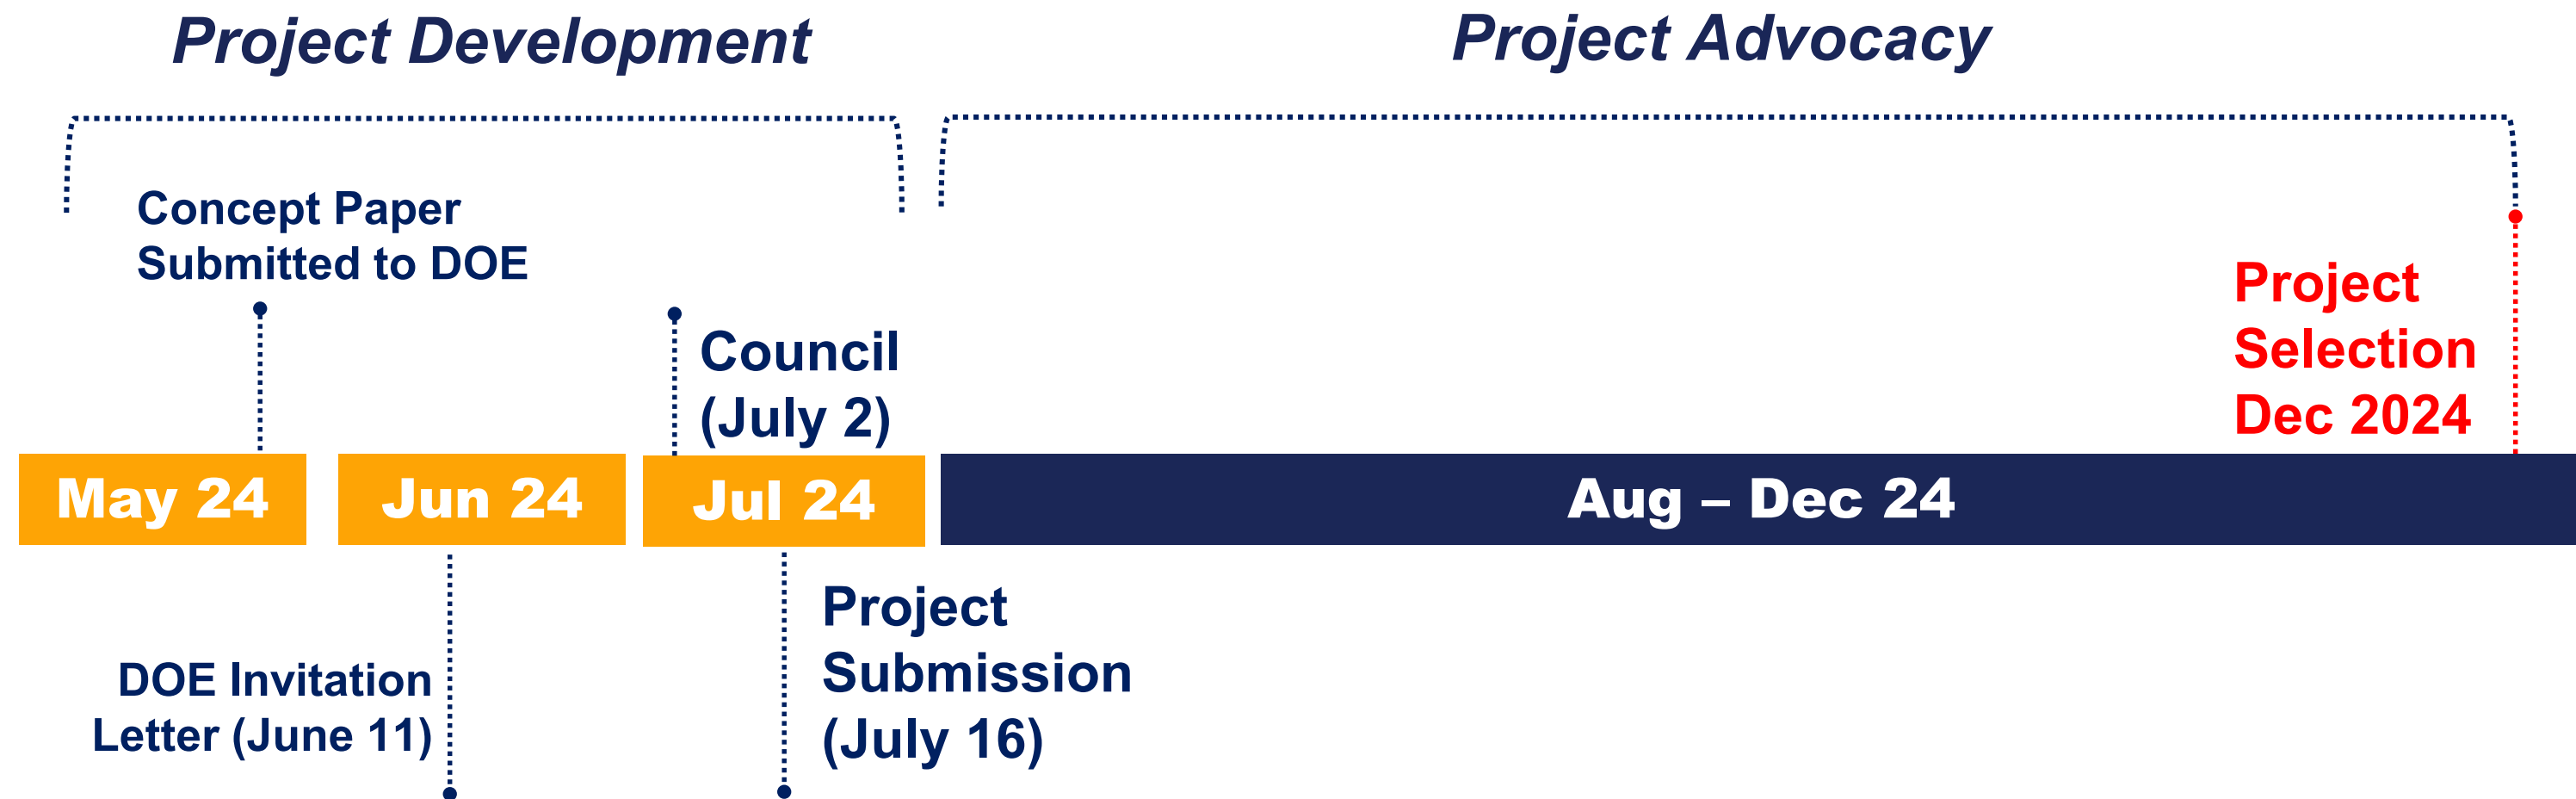 Project Development
Project Advocacy
Concept Paper
Submitted to DOE
Council
(July 2)
Project
Selection
Dec 2024
May 24
Jun 24
Jul 24
Aug – Dec 24
DOE Invitation
Letter (June 11)
Project
Submission
(July 16)